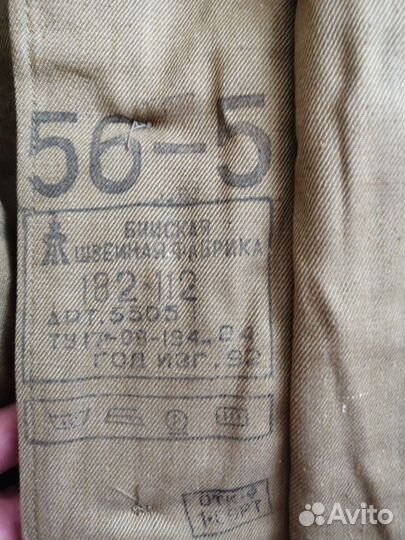 56-5
БИЙСКАЯ
ШВЕЙНАЯ ФАБРИКА
182 112
АРТ. 5505
ТУ17-08-194-84
ГОД ИЗГ. 92
ОТК-
1 СОРТ
Avito